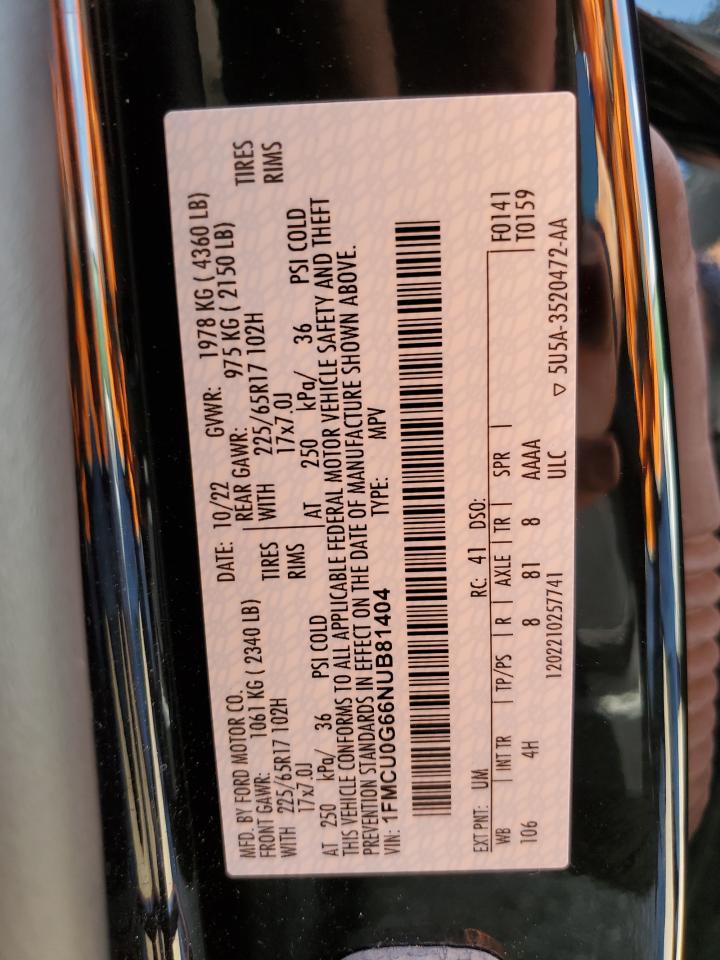 MFD. BY FORD MOTOR CO. DATE: 10/22 GVWR: 1978 KG ( 4360 LB)
FRONT GAWR: 1061 KG ( 2340 LB) REAR GAWR: 975 KG ( 2150 LB)
WITH 225/65R17 102H TIRES WITH 225/65R17 102H TIRES
17x7.0J RIMS 17x7.0J RIMS
AT 250 kPa/ 36 PSI COLD AT 250 kPa/ 36 PSI COLD
THIS VEHICLE CONFORMS TO ALL APPLICABLE FEDERAL MOTOR VEHICLE SAFETY AND THEFT
PREVENTION STANDARDS IN EFFECT ON THE DATE OF MANUFACTURE SHOWN ABOVE.
VIN: 1FMCU0G66NUB81404 TYPE: MPV
EXT PNT: UM RC: 41 DSO:
WB INT TR TP/PS R AXLE TR SPR F0141
106 4H 8 81 8 AAAA T0159
1202210257741 ULC ▽ 5U5A-3520472-AA